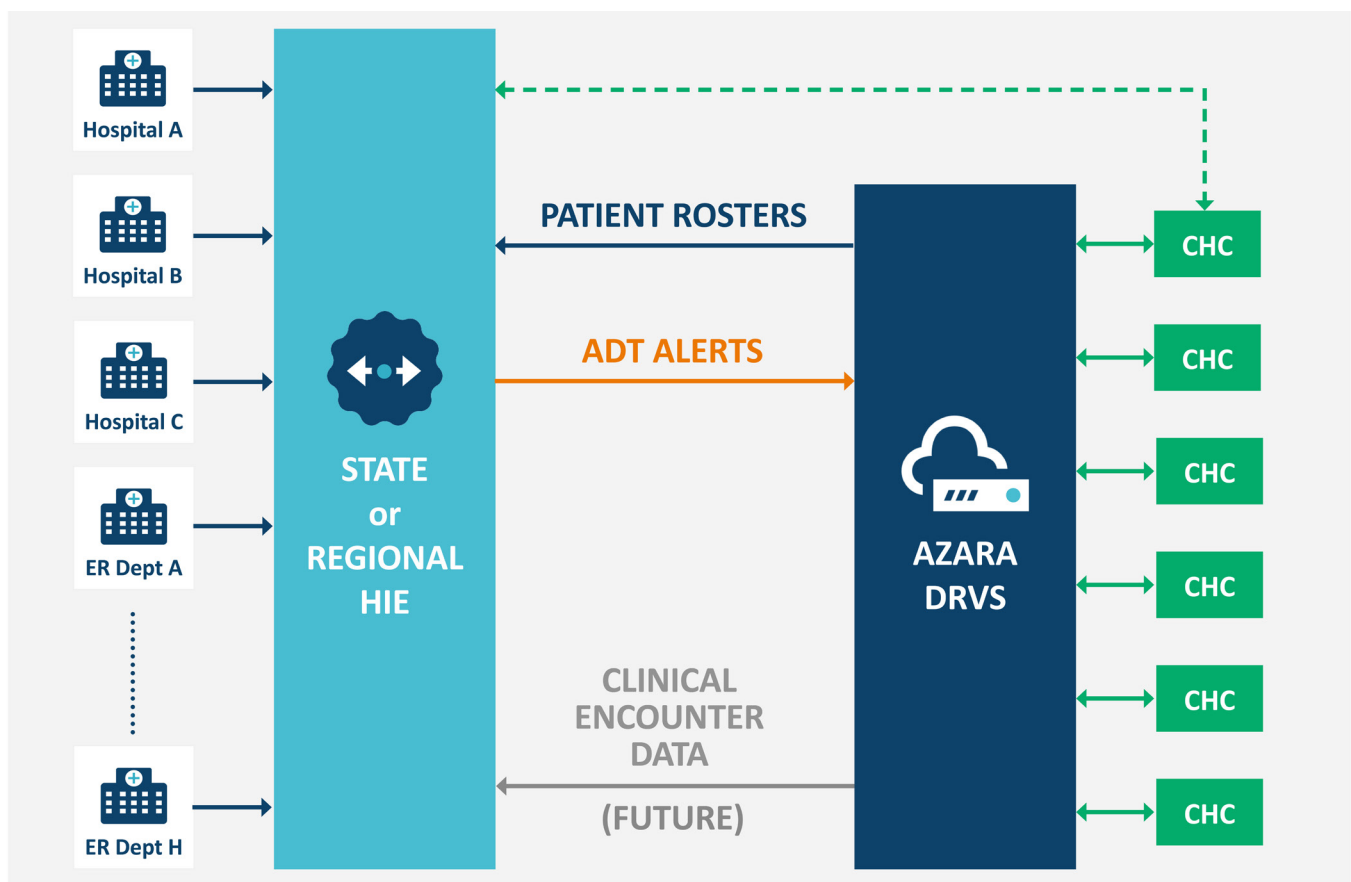 Hospital A
Hospital B
Hospital C
ER Dept A
ER Dept H
STATE
or
REGIONAL
HIE
PATIENT ROSTERS
ADT ALERTS
CLINICAL
ENCOUNTER
DATA
(FUTURE)
AZARA
DRVS
CHC
CHC
CHC
CHC
CHC
CHC